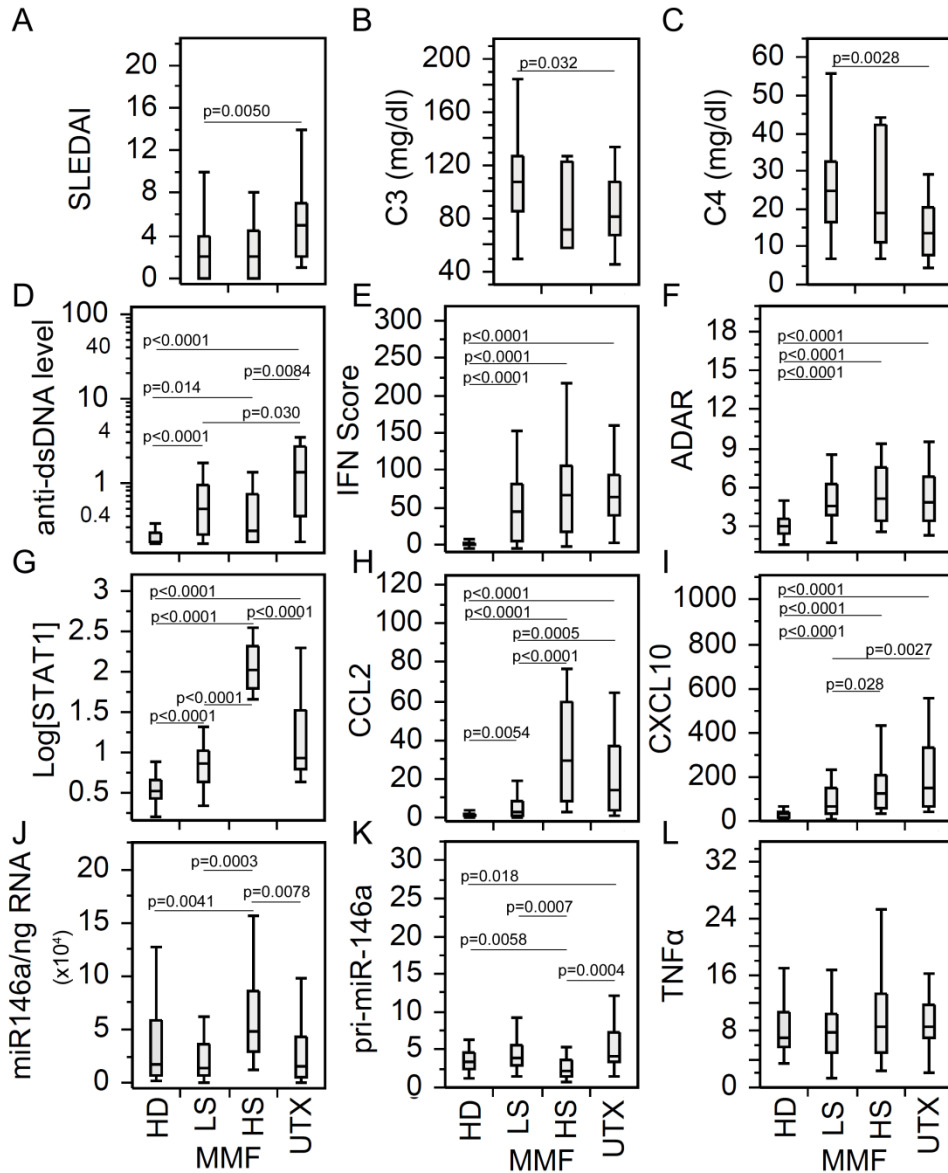 A
SLEDAI
20
16
12
8
4
0
p=0.0050
B
C3 (mg/dl)
200
160
120
80
40
p=0.032
C
C4 (mg/dl)
60
50
40
30
20
10
0
p=0.0028
D
anti-dsDNA level
100
40
10
4
1
0.4
p<0.0001
p=0.0084
p=0.014
p=0.030
p<0.0001
E
IFN Score
300
250
200
150
100
50
0
p<0.0001
p<0.0001
p<0.0001
F
ADAR
18
15
12
9
6
3
p<0.0001
p<0.0001
p<0.0001
G
Log[STAT1]
3
2.5
2
1.5
1
0.5
p<0.0001
p<0.0001
p<0.0001
p<0.0001
p<0.0001
H
CCL2
120
100
80
60
40
20
0
p<0.0001
p<0.0001
p=0.0005
p<0.0001
p=0.0054
I
CXCL10
1000
800
600
400
200
0
p<0.0001
p<0.0001
p<0.0001
p=0.0027
p=0.028
J
miR146a/ng RNA
(x10⁴)
20
15
10
5
0
p=0.0003
p=0.0078
p=0.0041
HD
LS
HS
UTX
MMF
K
pri-miR-146a
30
25
20
15
10
5
0
p=0.018
p=0.0007
p=0.0058
p=0.0004
HD
LS
HS
UTX
MMF
L
TNFα
32
24
16
8
0
HD
LS
HS
UTX
MMF